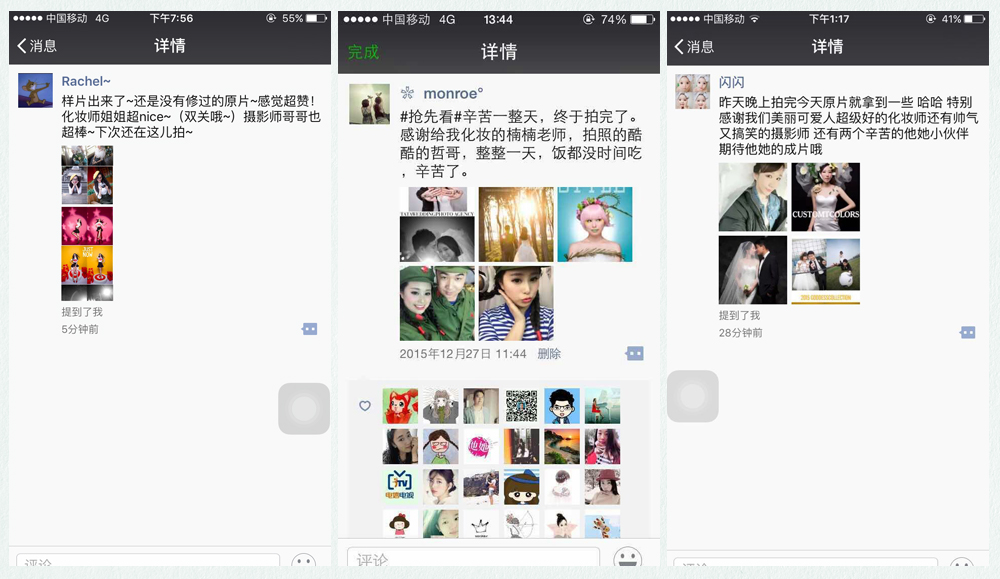 中国移动 4G 下午7:56 55%
消息 详情
Rachel~
样片出来了~还是没有修过的原片~感觉超赞！
化妆师姐姐超nice~（双关哦~）摄影师哥哥也
超棒~下次还在这儿拍~
JUST
NOW
提到了我
5分钟前
评论
中国移动 4G 13:44 74%
完成 详情
monroe°
#抢先看#辛苦一整天，终于拍完了。
感谢给我化妆的楠楠老师，拍照的酷
酷的哲哥，整整一天，饭都没时间吃
，辛苦了。
TATAWEDDINGPHOTO AGENCY
STYLE
2015年12月27日 11:44 删除
TV
评论
中国移动 下午1:17 41%
消息 详情
闪闪
昨天晚上拍完今天原片就拿到一些 哈哈 特别
感谢我们美丽可爱人超级好的化妆师还有帅气
又搞笑的摄影师 还有两个辛苦的他她小伙伴
期待他她的成片哦
CUSTOMYCOLORS
提到了我
28分钟前
评论